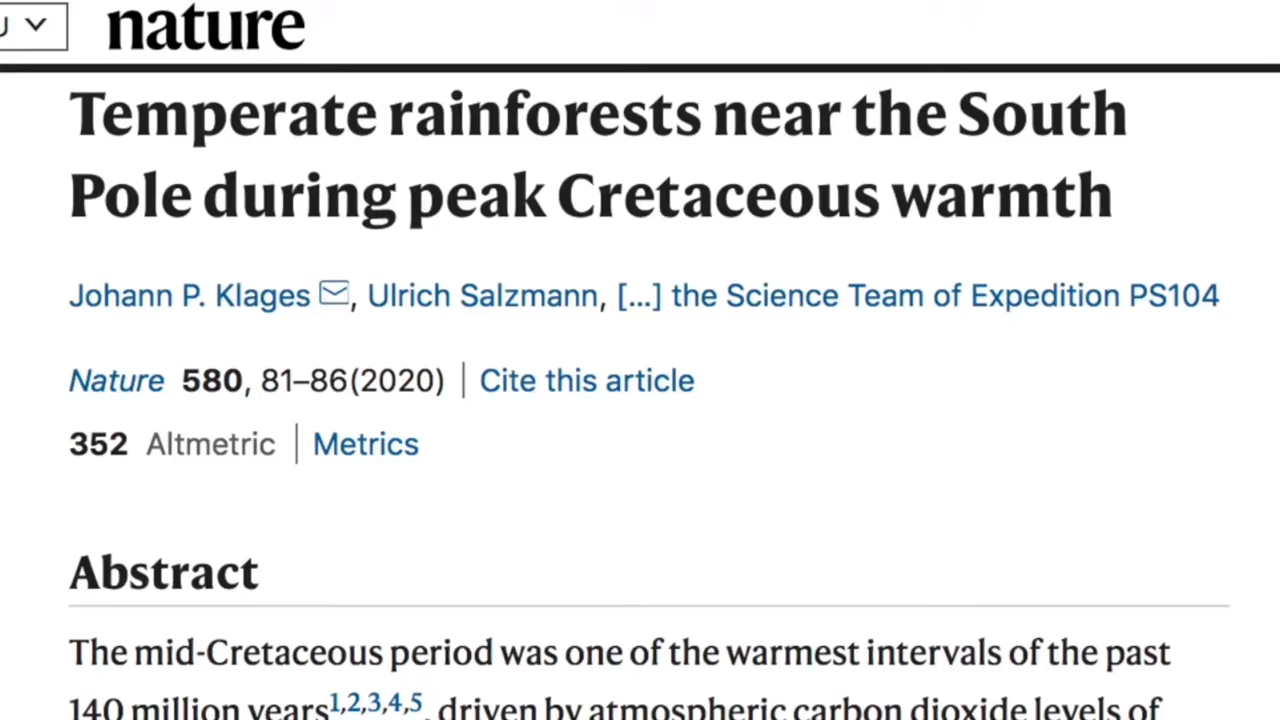 nature
Temperate rainforests near the South
Pole during peak Cretaceous warmth
Johann P. Klages, Ulrich Salzmann, [...] the Science Team of Expedition PS104
Nature 580, 81–86(2020) | Cite this article
352 Altmetric | Metrics
Abstract
The mid-Cretaceous period was one of the warmest intervals of the past
140 million years1,2,3,4,5, driven by atmospheric carbon dioxide levels of